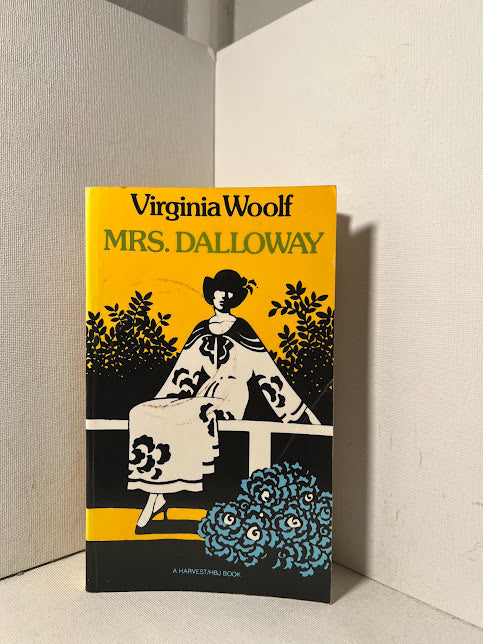 Virginia Woolf
MRS. DALLOWAY
A HARVEST/HBJ BOOK